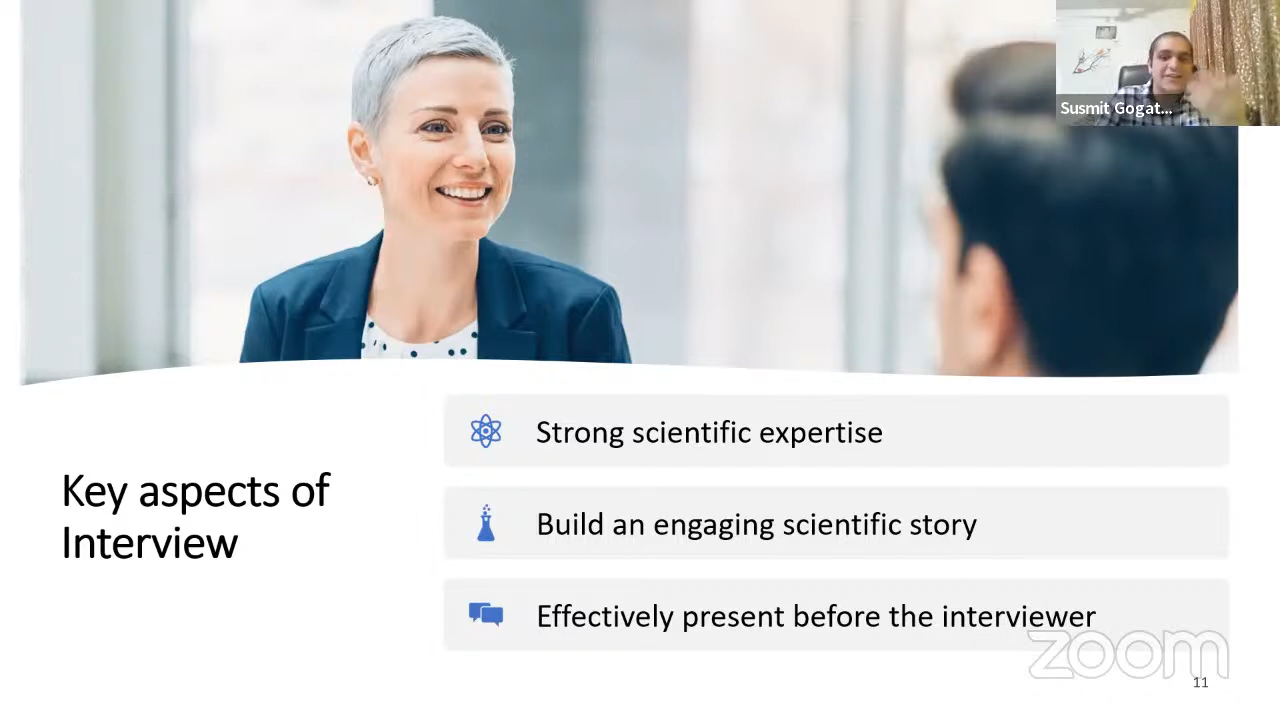 Susmit Gogat...
Strong scientific expertise
Key aspects of
Interview
Build an engaging scientific story
Effectively present before the interviewer
zoom
11